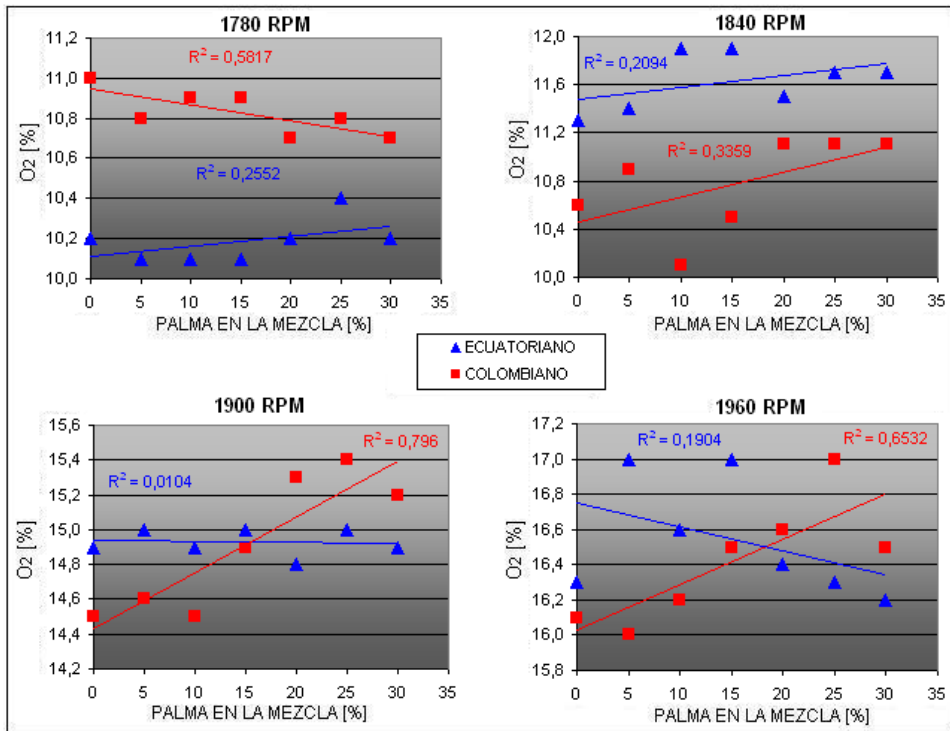 1780 RPM
11,2
11,0
10,8
10,6
10,4
10,2
10,0
O2 [%]
R² = 0,5817
R² = 0,2552
0 5 10 15 20 25 30 35
PALMA EN LA MEZCLA [%]
1840 RPM
12,0
11,6
11,2
10,8
10,4
10,0
O2 [%]
R² = 0,2094
R² = 0,3359
0 5 10 15 20 25 30 35
PALMA EN LA MEZCLA [%]
ECUATORIANO
COLOMBIANO
1900 RPM
15,6
15,4
15,2
15,0
14,8
14,6
14,4
14,2
O2 [%]
R² = 0,796
R² = 0,0104
0 5 10 15 20 25 30 35
PALMA EN LA MEZCLA [%]
1960 RPM
17,2
17,0
16,8
16,6
16,4
16,2
16,0
15,8
O2 [%]
R² = 0,1904
R² = 0,6532
0 5 10 15 20 25 30 35
PALMA EN LA MEZCLA [%]